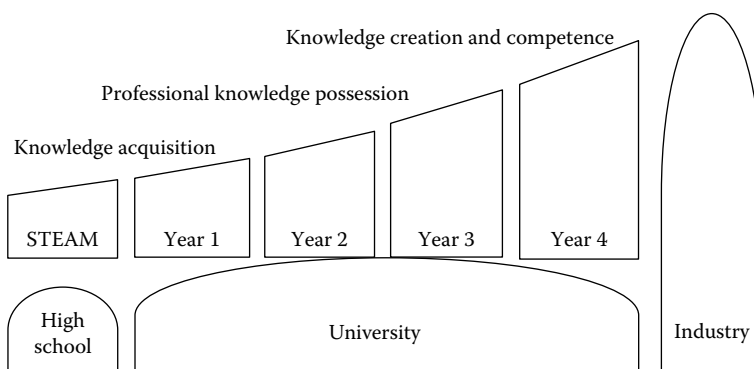 Knowledge creation and competence
Professional knowledge possession
Knowledge acquisition
STEAM
Year 1
Year 2
Year 3
Year 4
High
school
University
Industry